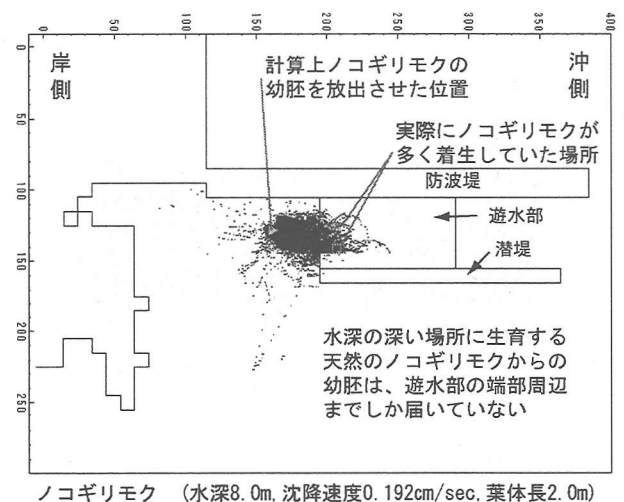 0
50
100
150
200
250
300
350
400
0
50
100
150
200
250
岸側
沖側
計算上ノコギリモクの
幼胚を放出させた位置
実際にノコギリモクが
多く着生していた場所
防波堤
遊水部
潜堤
水深の深い場所に生育する
天然のノコギリモクからの
幼胚は、遊水部の端部周辺
までしか届いていない
ノコギリモク (水深8.0m, 沈降速度0.192cm/sec, 葉体長2.0m)